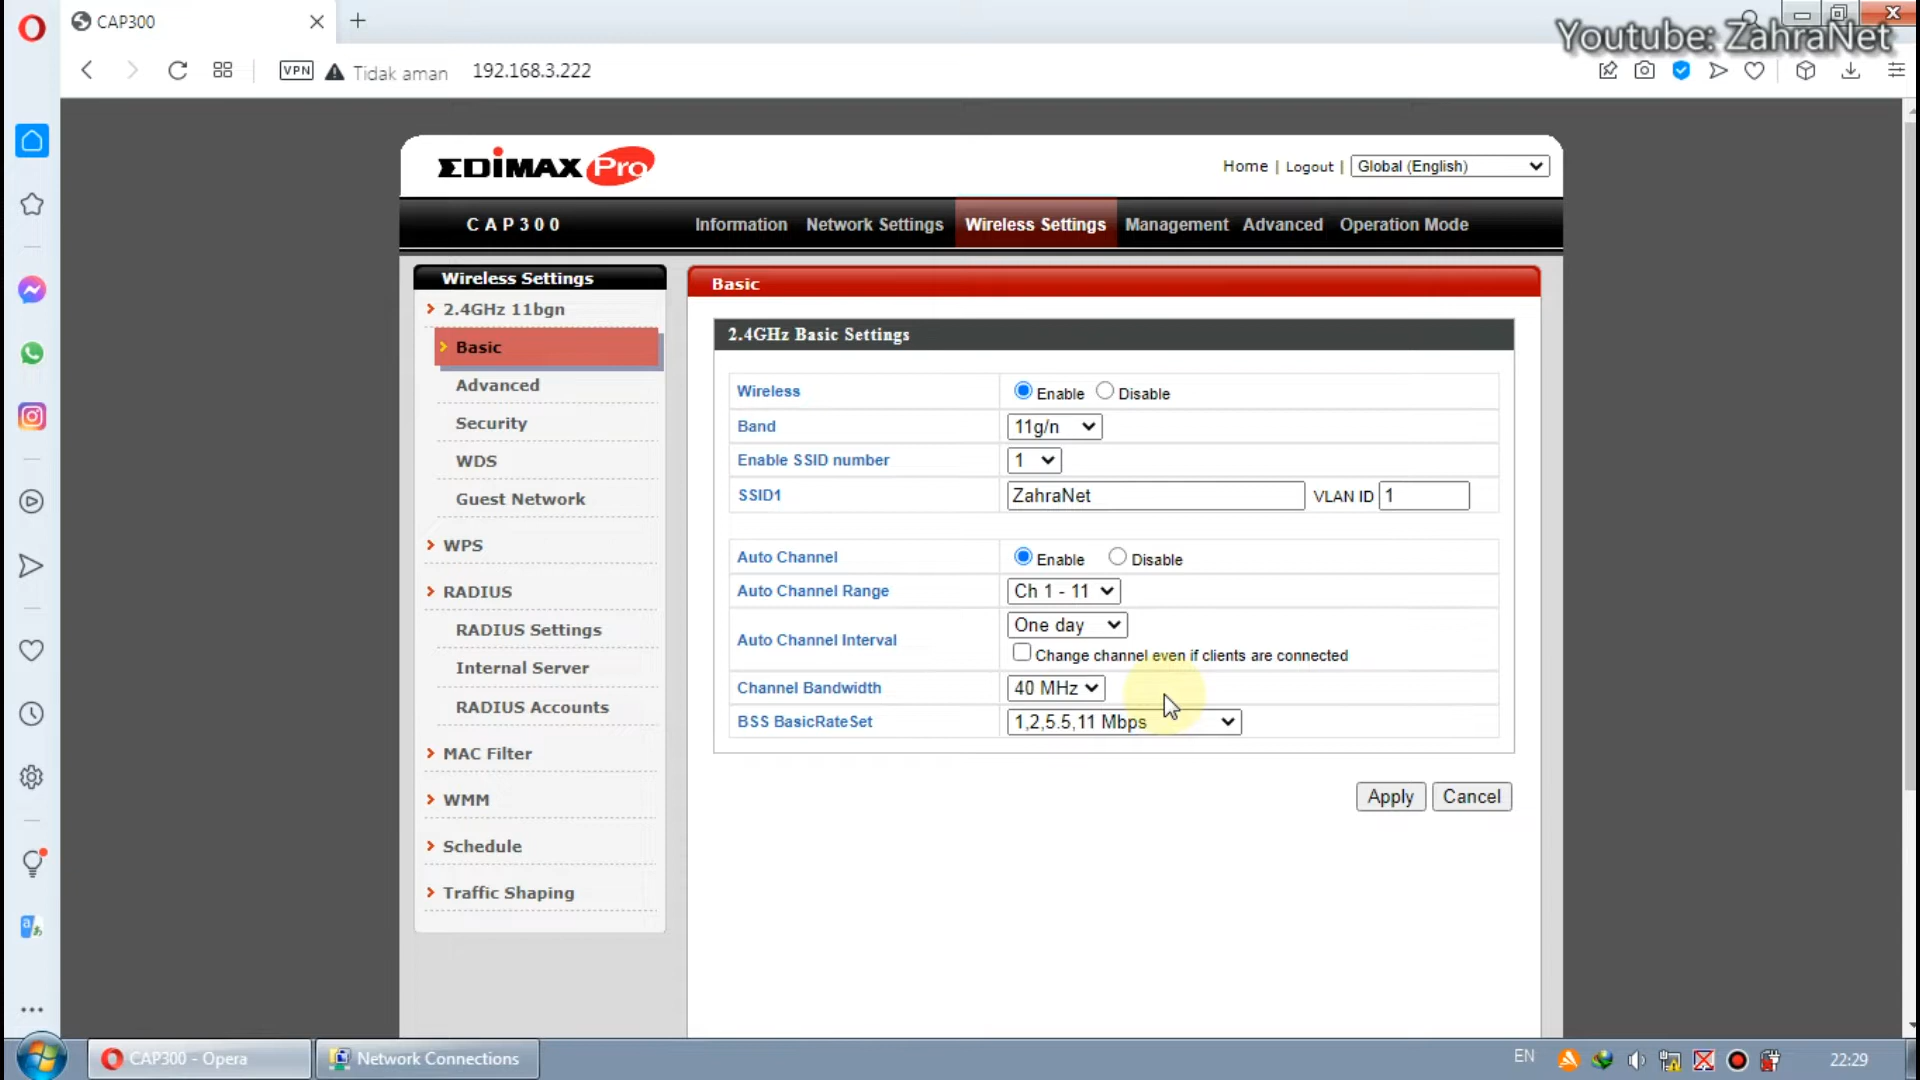 CAP300
Youtube: ZahraNet
VPN
Tidak aman
192.168.3.222
EDIMAX Pro
Home | Logout | Global (English)
CAP300
Information
Network Settings
Wireless Settings
Management
Advanced
Operation Mode
Wireless Settings
2.4GHz 11bgn
Basic
Advanced
Security
WDS
Guest Network
WPS
RADIUS
RADIUS Settings
Internal Server
RADIUS Accounts
MAC Filter
WMM
Schedule
Traffic Shaping
Basic
2.4GHz Basic Settings
Wireless Enable Disable
Band 11g/n
Enable SSID number 1
SSID1 ZahraNet VLAN ID 1
Auto Channel Enable Disable
Auto Channel Range Ch 1 - 11
Auto Channel Interval One day
Change channel even if clients are connected
Channel Bandwidth 40 MHz
BSS BasicRateSet 1,2,5.5,11 Mbps
Apply Cancel
CAP300 - Opera
Network Connections
EN
22:29